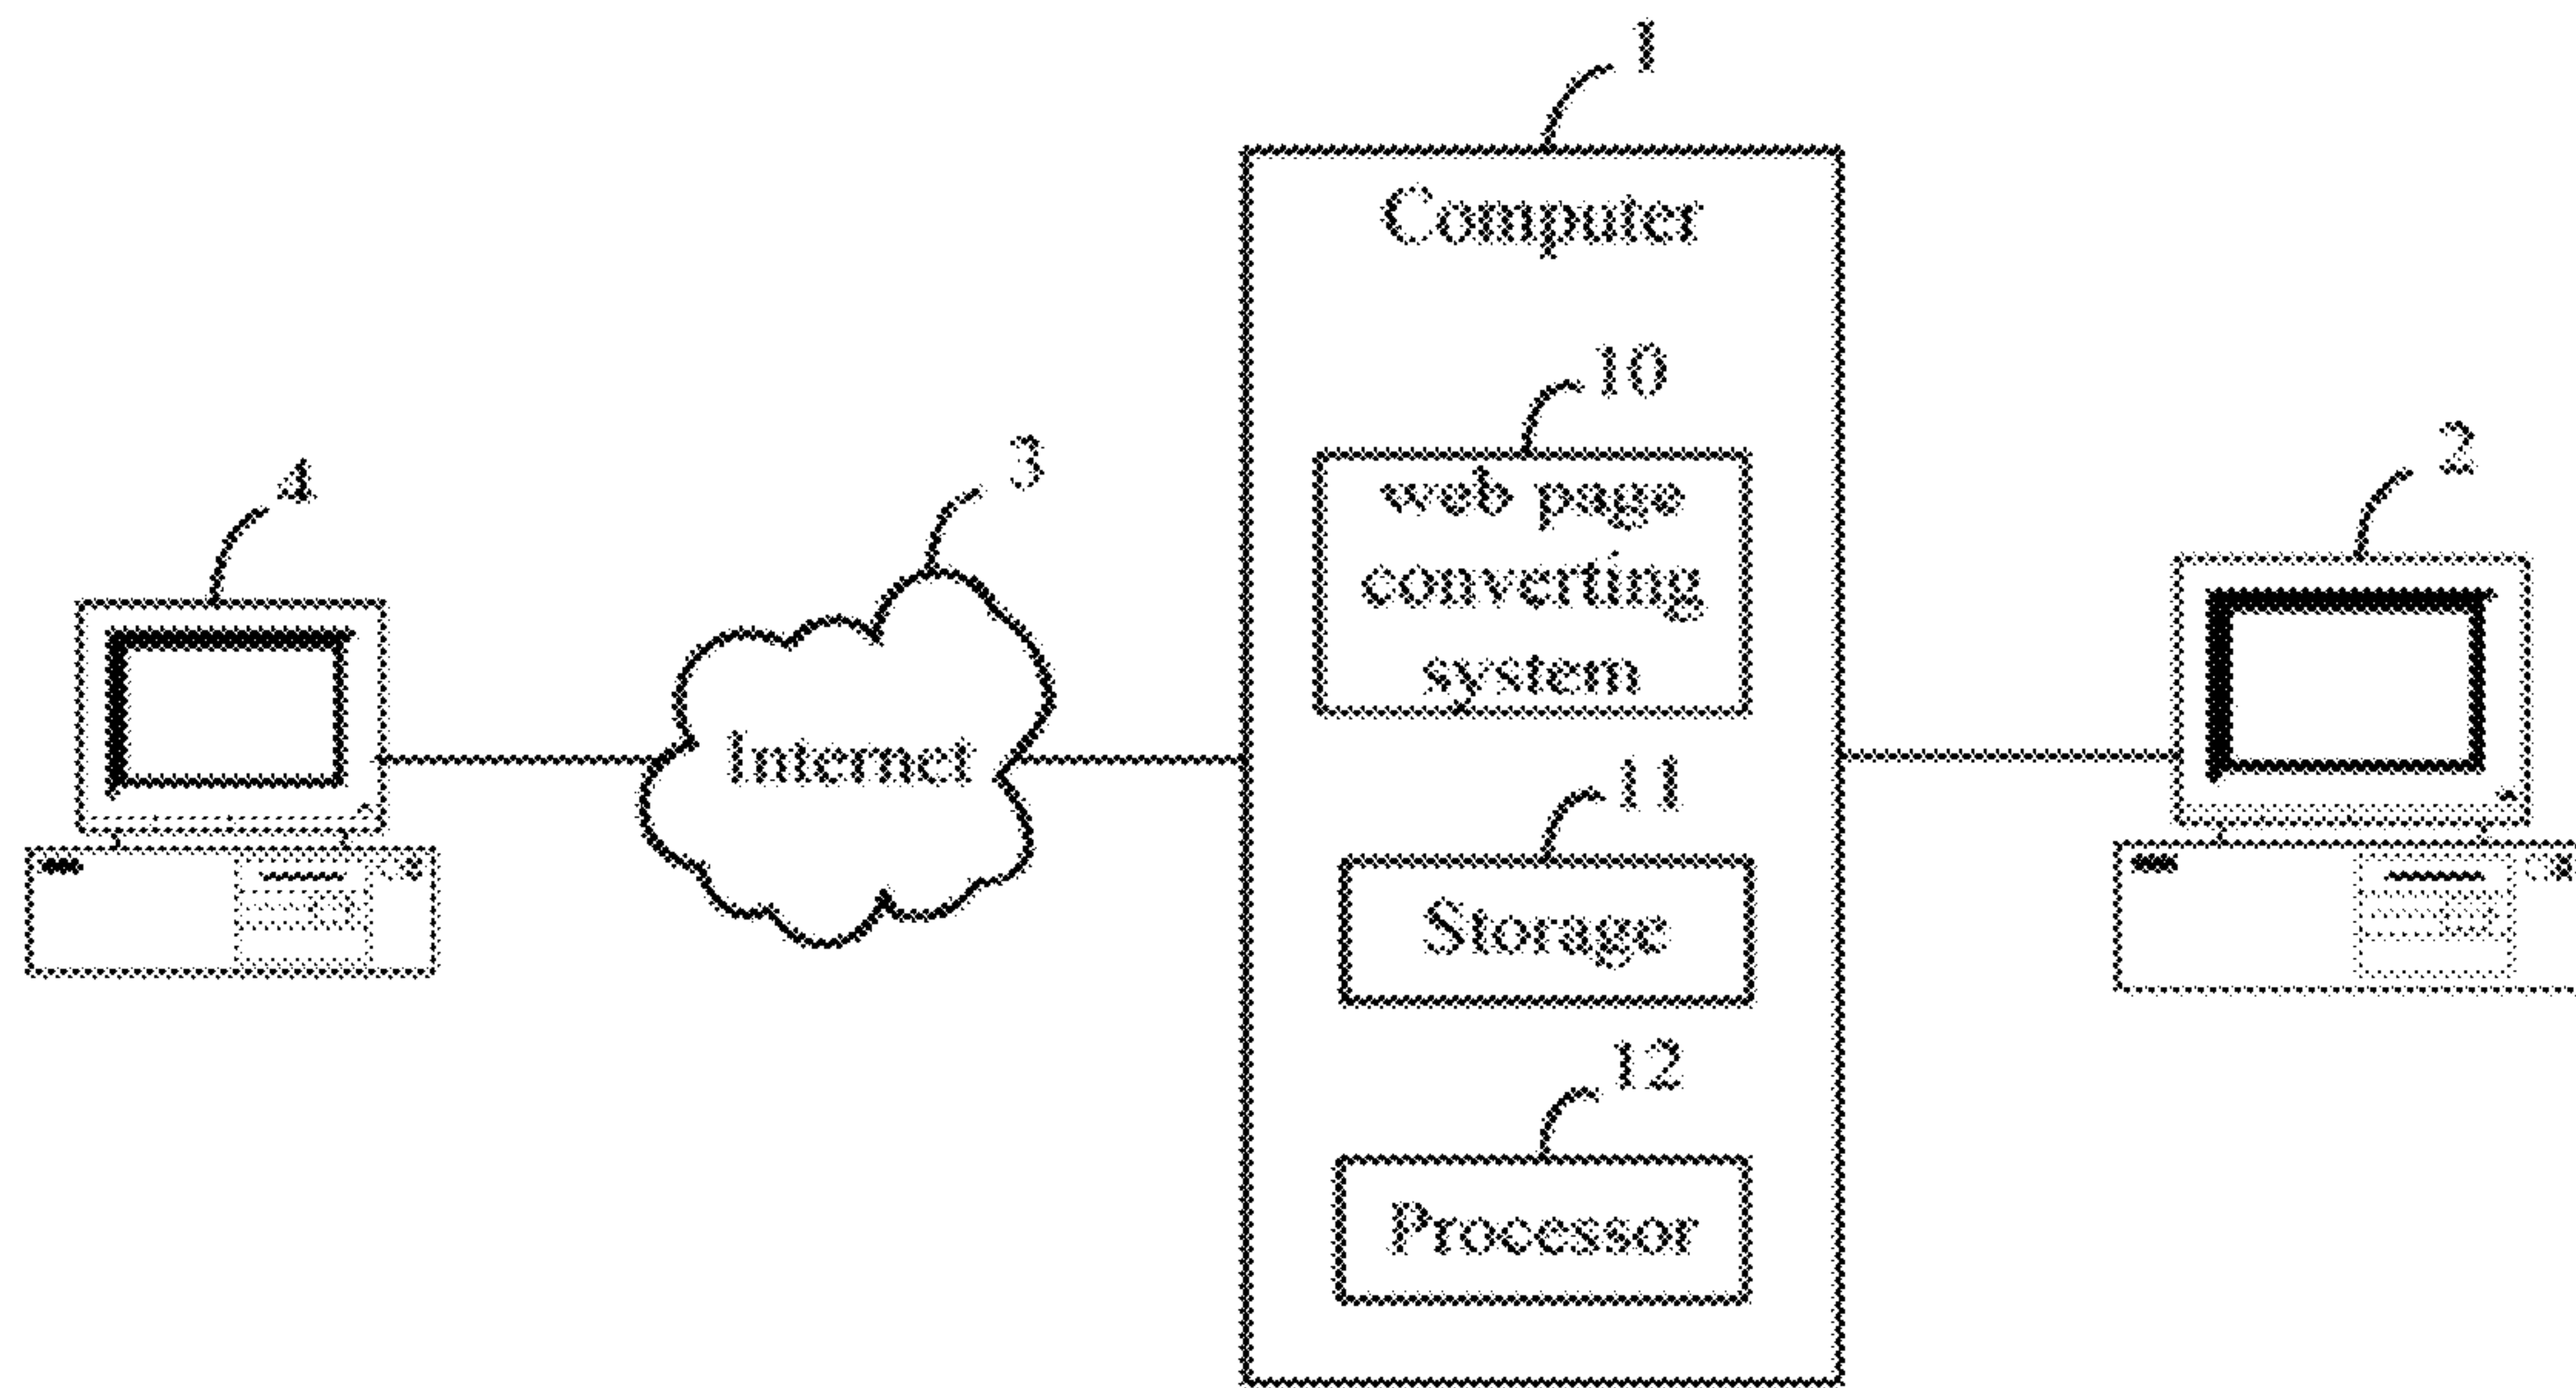 1
Computer
10
web page
converting
system
4
3
2
Internet
11
Storage
12
Processor